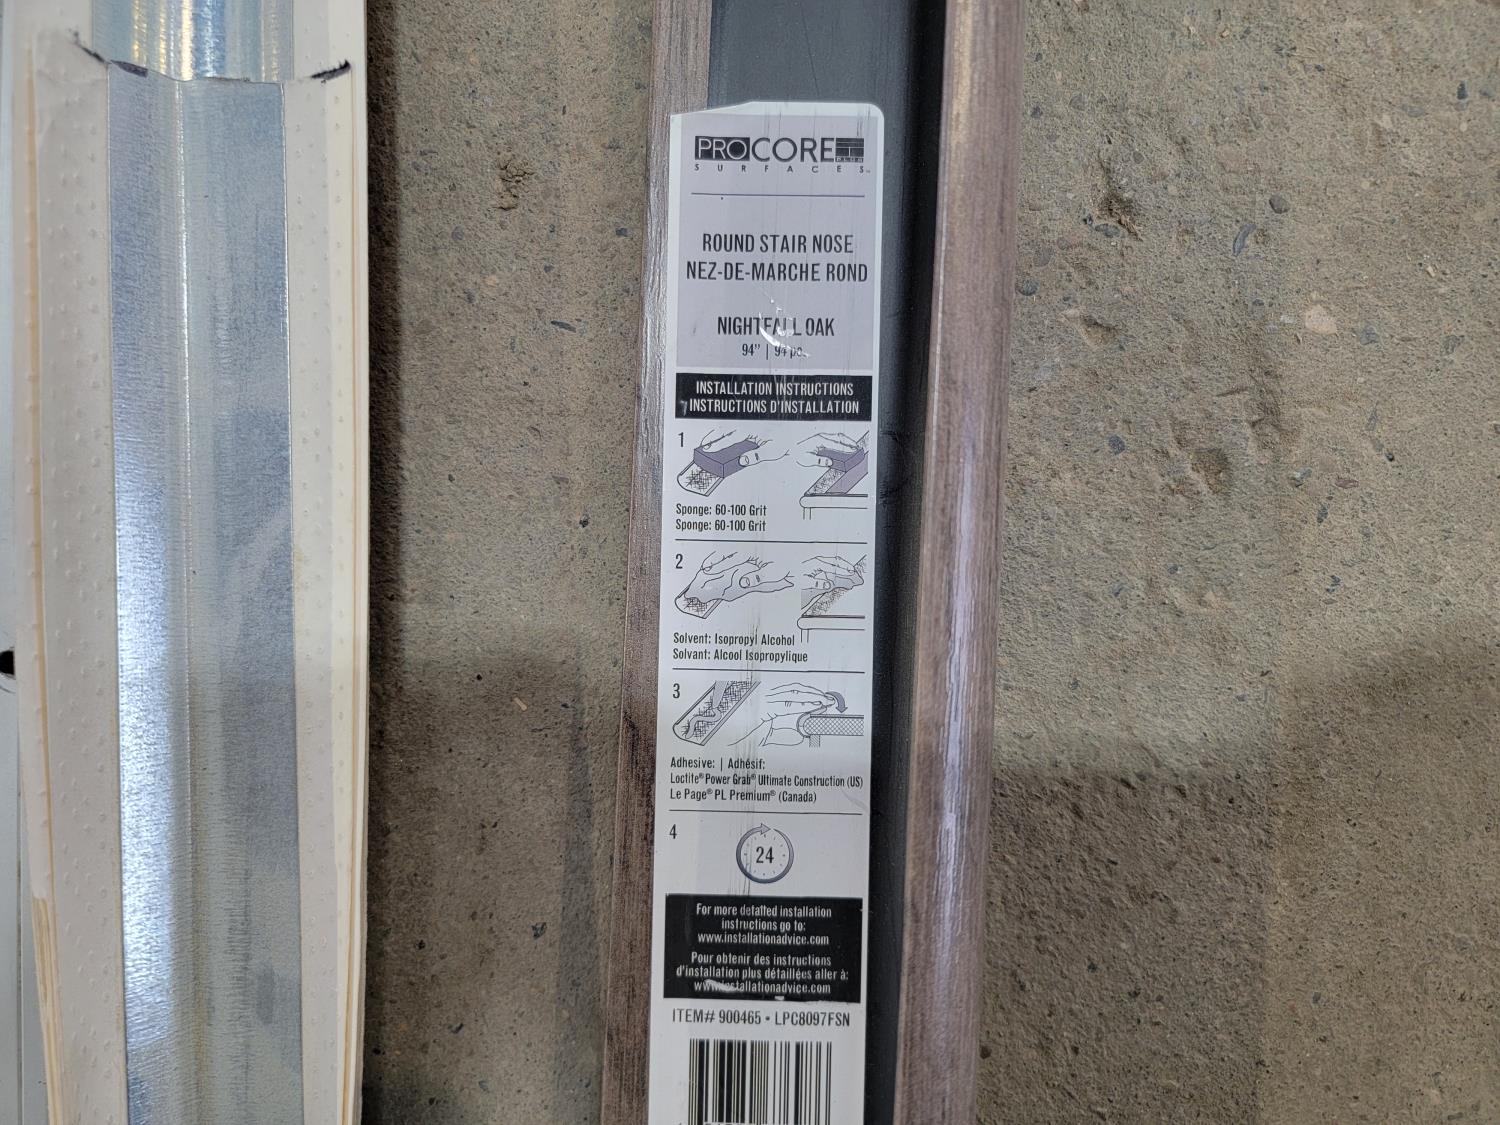 PROCORE PLUS
SURFACES
ROUND STAIR NOSE
NEZ-DE-MARCHE ROND
NIGHTFALL OAK
94" | 94 po.
INSTALLATION INSTRUCTIONS
INSTRUCTIONS D'INSTALLATION
1
Sponge: 60-100 Grit
Sponge: 60-100 Grit
2
Solvent: Isopropyl Alcohol
Solvant: Alcool Isopropylique
3
Adhesive: | Adhésif:
Loctite® Power Grab® Ultimate Construction (US)
Le Page® PL Premium® (Canada)
4
24
For more detailed installation
instructions go to:
www.installationadvice.com
Pour obtenir des instructions
d'installation plus détaillées aller à:
www.installationadvice.com
ITEM# 900465 • LPC8097FSN